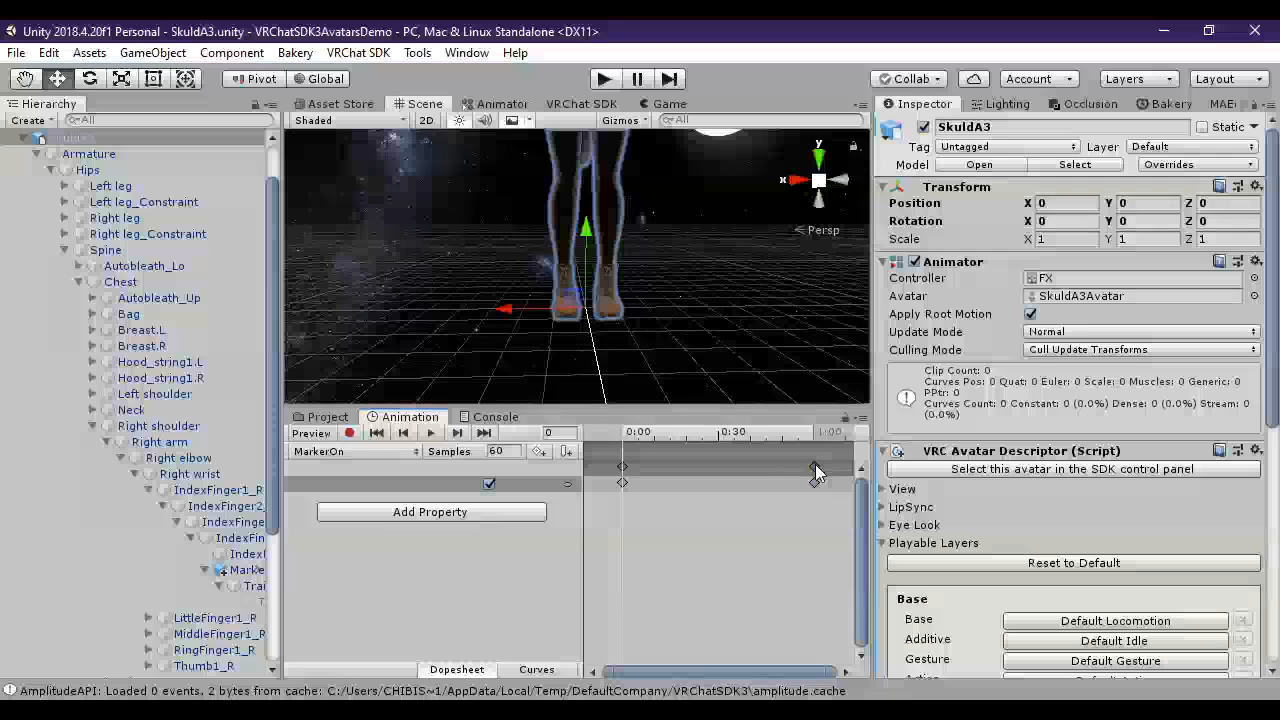 Unity 2018.4.20f1 Personal - SkuldA3.unity - VRChatSDK3AvatarsDemo - PC, Mac & Linux Standalone <DX11>
File Edit Assets GameObject Component Bakery VRChat SDK Tools Window Help
Pivot Global Collab Account Layers Layout
Hierarchy Asset Store Scene Animator VRChat SDK Game Inspector Lighting Occlusion Bakery MAE
Create All Shaded 2D Gizmos All SkuldA3 Static
Tag Untagged Layer Default
Model Open Select Overrides
Armature
Hips
Left leg
Left leg_Constraint
Right leg
Right leg_Constraint
Spine
Autobleath_Lo
Chest
Autobleath_Up
Bag
Breast.L
Breast.R
Hood_string1.L
Hood_string1.R
Left shoulder
Neck
Right shoulder
Right arm
Right elbow
Right wrist
IndexFinger1_R
IndexFinger2_
IndexFinge
IndexFin
IndexI
Marke
Trai
LittleFinger1_R
MiddleFinger1_R
RingFinger1_R
Thumb1_R
y
x
Persp
Project Animation Console
Preview 0 0:00 0:30 1:00
MarkerOn Samples 60
Add Property
Dopesheet Curves
Transform
Position X 0 Y 0 Z 0
Rotation X 0 Y 0 Z 0
Scale X 1 Y 1 Z 1
Animator
Controller FX
Avatar SkuldA3Avatar
Apply Root Motion
Update Mode Normal
Culling Mode Cull Update Transforms
Clip Count: 0
Curves Pos: 0 Quat: 0 Euler: 0 Scale: 0 Muscles: 0 Generic: 0
PPtr: 0
Curves Count: 0 Constant: 0 (0.0%) Dense: 0 (0.0%) Stream: 0
(0.0%)
VRC Avatar Descriptor (Script)
Select this avatar in the SDK control panel
View
LipSync
Eye Look
Playable Layers
Reset to Default
Base
Base Default Locomotion
Additive Default Idle
Gesture Default Gesture
AmplitudeAPI: Loaded 0 events, 2 bytes from cache: C:/Users/CHIBIS~1/AppData/Local/Temp/DefaultCompany/VRChatSDK3\amplitude.cache